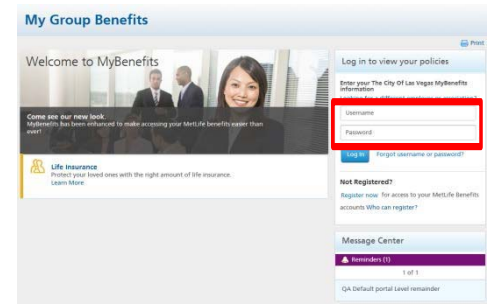 My Group Benefits
Print
Welcome to MyBenefits
Come see our new look.
MyBenefits has been enhanced to make accessing your MetLife benefits easier than
ever!
Life Insurance
Protect your loved ones with the right amount of life insurance.
Learn More
Log in to view your policies
Enter your The City Of Las Vegas MyBenefits
information
Username
Password
Log In Forgot username or password?
Not Registered?
Register now for access to your MetLife Benefits
accounts Who can register?
Message Center
Reminders (1)
1 of 1
QA Default portal Level remainder